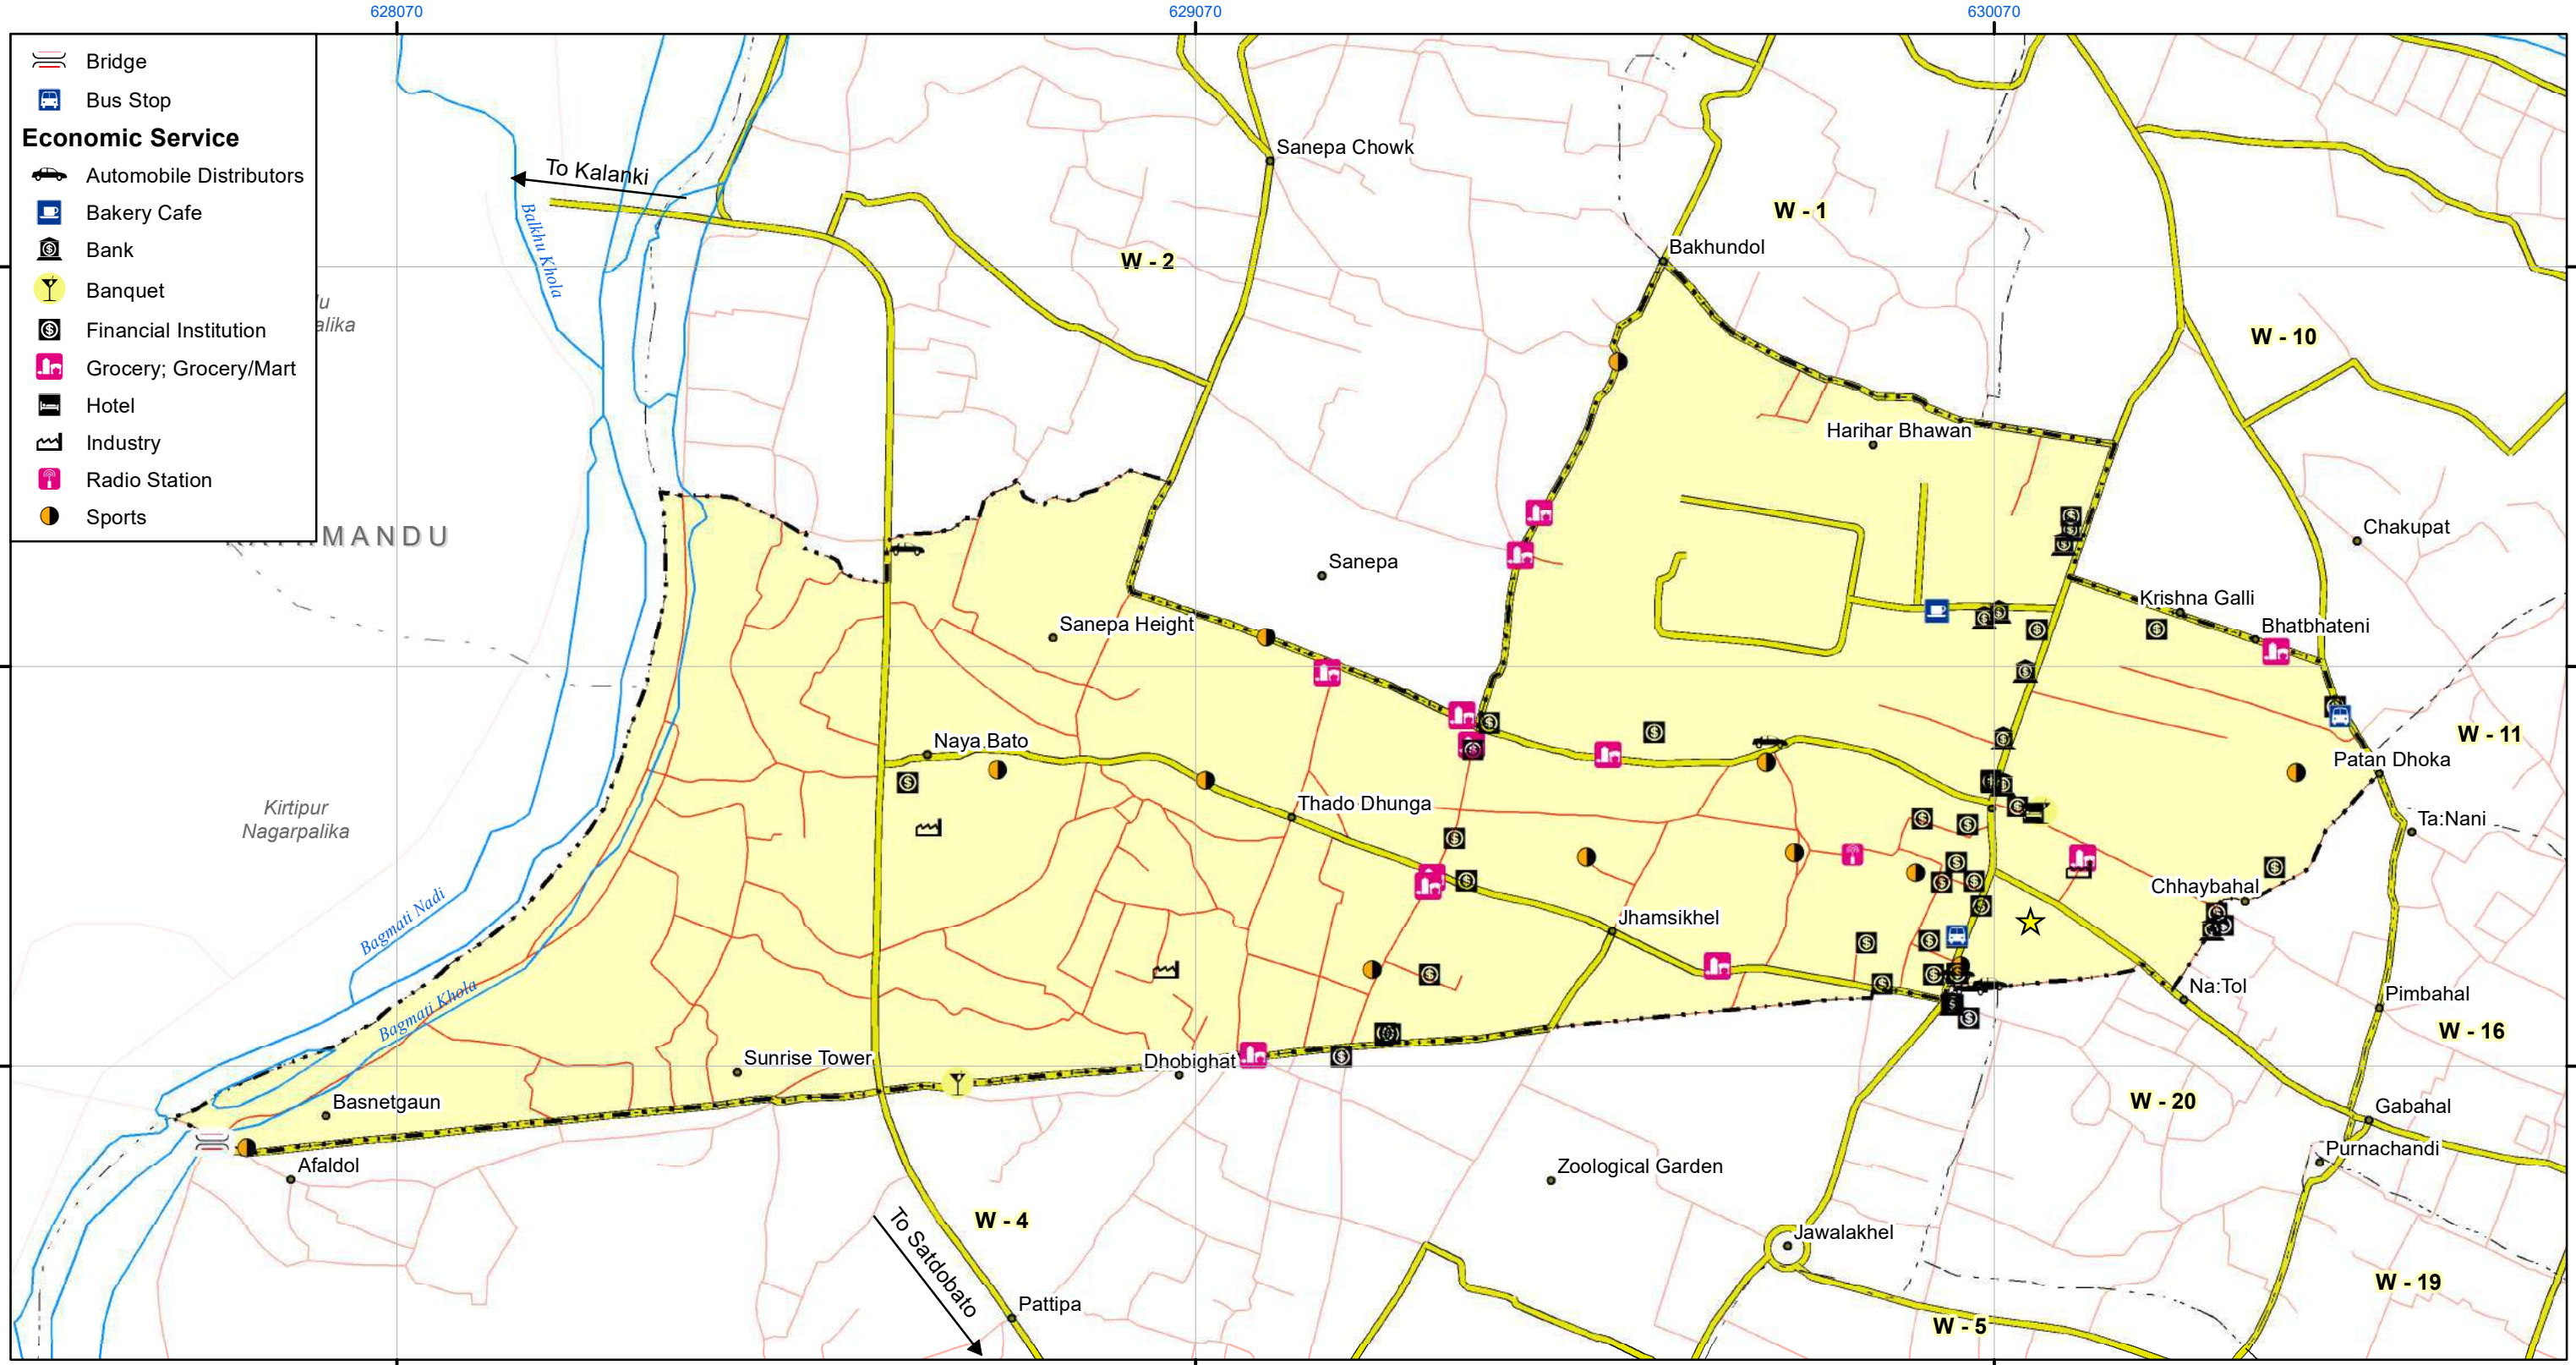 628070
629070
630070
Bridge
Bus Stop
Economic Service
Automobile Distributors
Bakery Cafe
Bank
Banquet
Financial Institution
Grocery; Grocery/Mart
Hotel
Industry
Radio Station
Sports
To Kalanki
Balkhu Khola
Sanepa Chowk
W - 1
W - 2
Bakhundol
W - 10
Harihar Bhawan
MANDU
Chakupat
Sanepa
Krishna Galli
Sanepa Height
Bhatbhateni
W - 11
Naya Bato
Patan Dhoka
Kirtipur
Nagarpalika
Thado Dhunga
Ta:Nani
Chhaybahal
Bagmati Nadi
Jhamsikhel
Na:Tol
Pimbahal
Bagmati Khola
W - 16
Sunrise Tower
Dhobighat
Basnetgaun
W - 20
Gabahal
Purnachandi
Afaldol
Zoological Garden
W - 4
Jawalakhel
To Satdobato
W - 19
Pattipa
W - 5